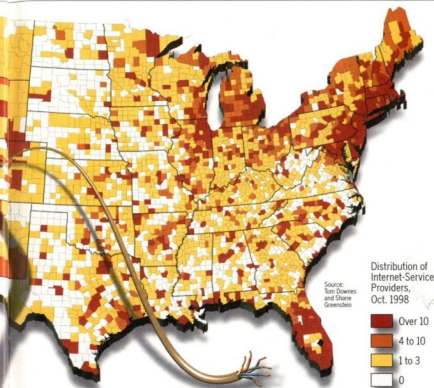 Source:
Tom Downes
and Shane
Greenstein
Distribution of
Internet-Service
Providers,
Oct. 1998
Over 10
4 to 10
1 to 3
0